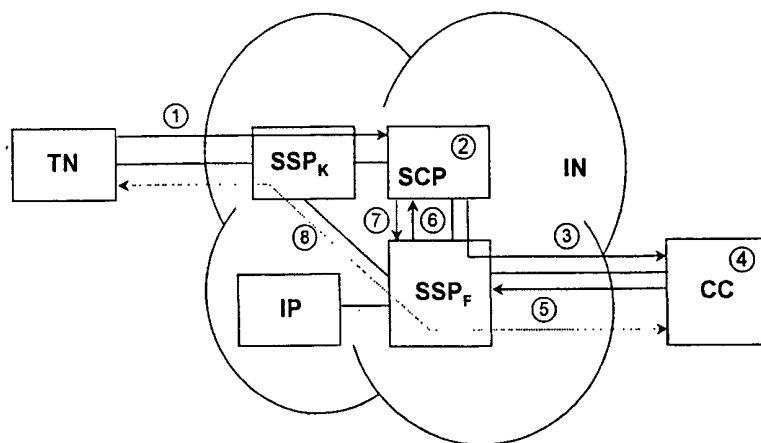 ①
②
TN
SSPK
SCP
IN
⑦
⑥
③
⑧
④
IP
SSPF
CC
⑤